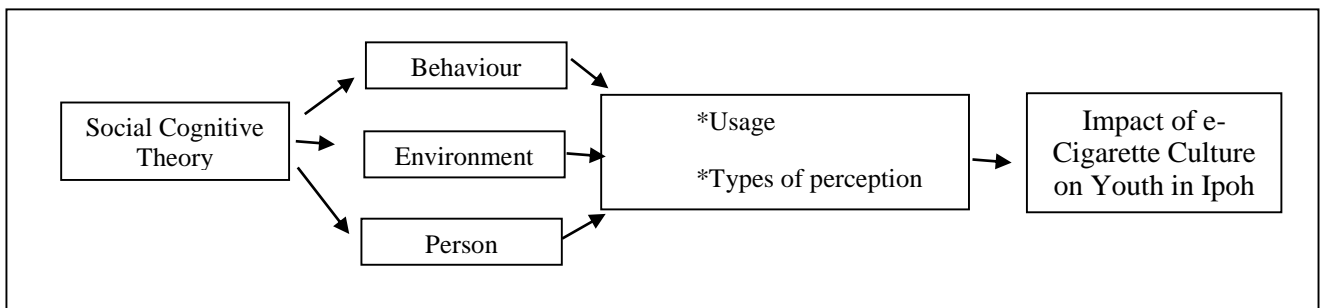 Social Cognitive
Theory
Behaviour
Environment
Person
*Usage
*Types of perception
Impact of e-
Cigarette Culture
on Youth in Ipoh